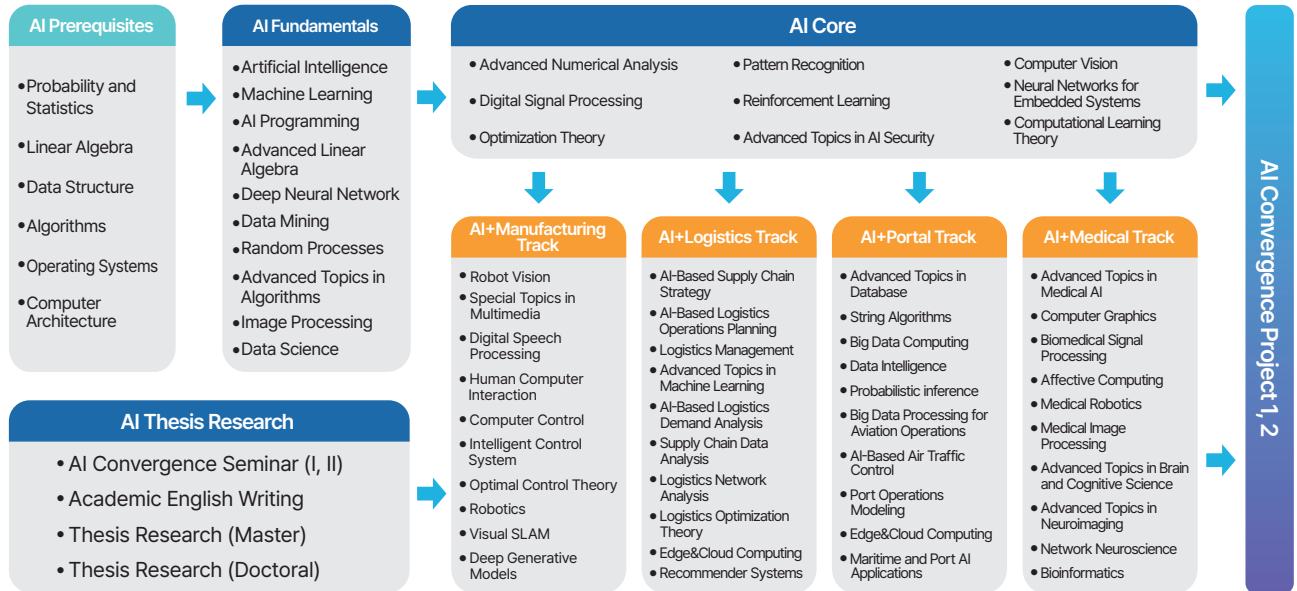 AI Prerequisites
•Probability and
Statistics
•Linear Algebra
•Data Structure
•Algorithms
•Operating Systems
•Computer
Architecture
AI Fundamentals
•Artificial Intelligence
•Machine Learning
•AI Programming
•Advanced Linear
Algebra
•Deep Neural Network
•Data Mining
•Random Processes
•Advanced Topics in
Algorithms
•Image Processing
•Data Science
AI Core
• Advanced Numerical Analysis
• Digital Signal Processing
• Optimization Theory
• Pattern Recognition
• Reinforcement Learning
• Advanced Topics in AI Security
• Computer Vision
• Neural Networks for
Embedded Systems
• Computational Learning
Theory
AI Thesis Research
• AI Convergence Seminar (I, II)
• Academic English Writing
• Thesis Research (Master)
• Thesis Research (Doctoral)
AI+Manufacturing
Track
• Robot Vision
• Special Topics in
Multimedia
• Digital Speech
Processing
• Human Computer
Interaction
• Computer Control
• Intelligent Control
System
• Optimal Control Theory
• Robotics
• Visual SLAM
• Deep Generative
Models
AI+Logistics Track
• AI-Based Supply Chain
Strategy
• AI-Based Logistics
Operations Planning
• Logistics Management
• Advanced Topics in
Machine Learning
• AI-Based Logistics
Demand Analysis
• Supply Chain Data
Analysis
• Logistics Network
Analysis
• Logistics Optimization
Theory
• Edge&Cloud Computing
• Recommender Systems
AI+Portal Track
• Advanced Topics in
Database
• String Algorithms
• Big Data Computing
• Data Intelligence
• Probabilistic inference
• Big Data Processing for
Aviation Operations
• AI-Based Air Traffic
Control
• Port Operations
Modeling
• Edge&Cloud Computing
• Maritime and Port AI
Applications
AI+Medical Track
• Advanced Topics in
Medical AI
• Computer Graphics
• Biomedical Signal
Processing
• Affective Computing
• Medical Robotics
• Medical Image
Processing
• Advanced Topics in Brain
and Cognitive Science
• Advanced Topics in
Neuroimaging
• Network Neuroscience
• Bioinformatics
AI Convergence Project 1, 2